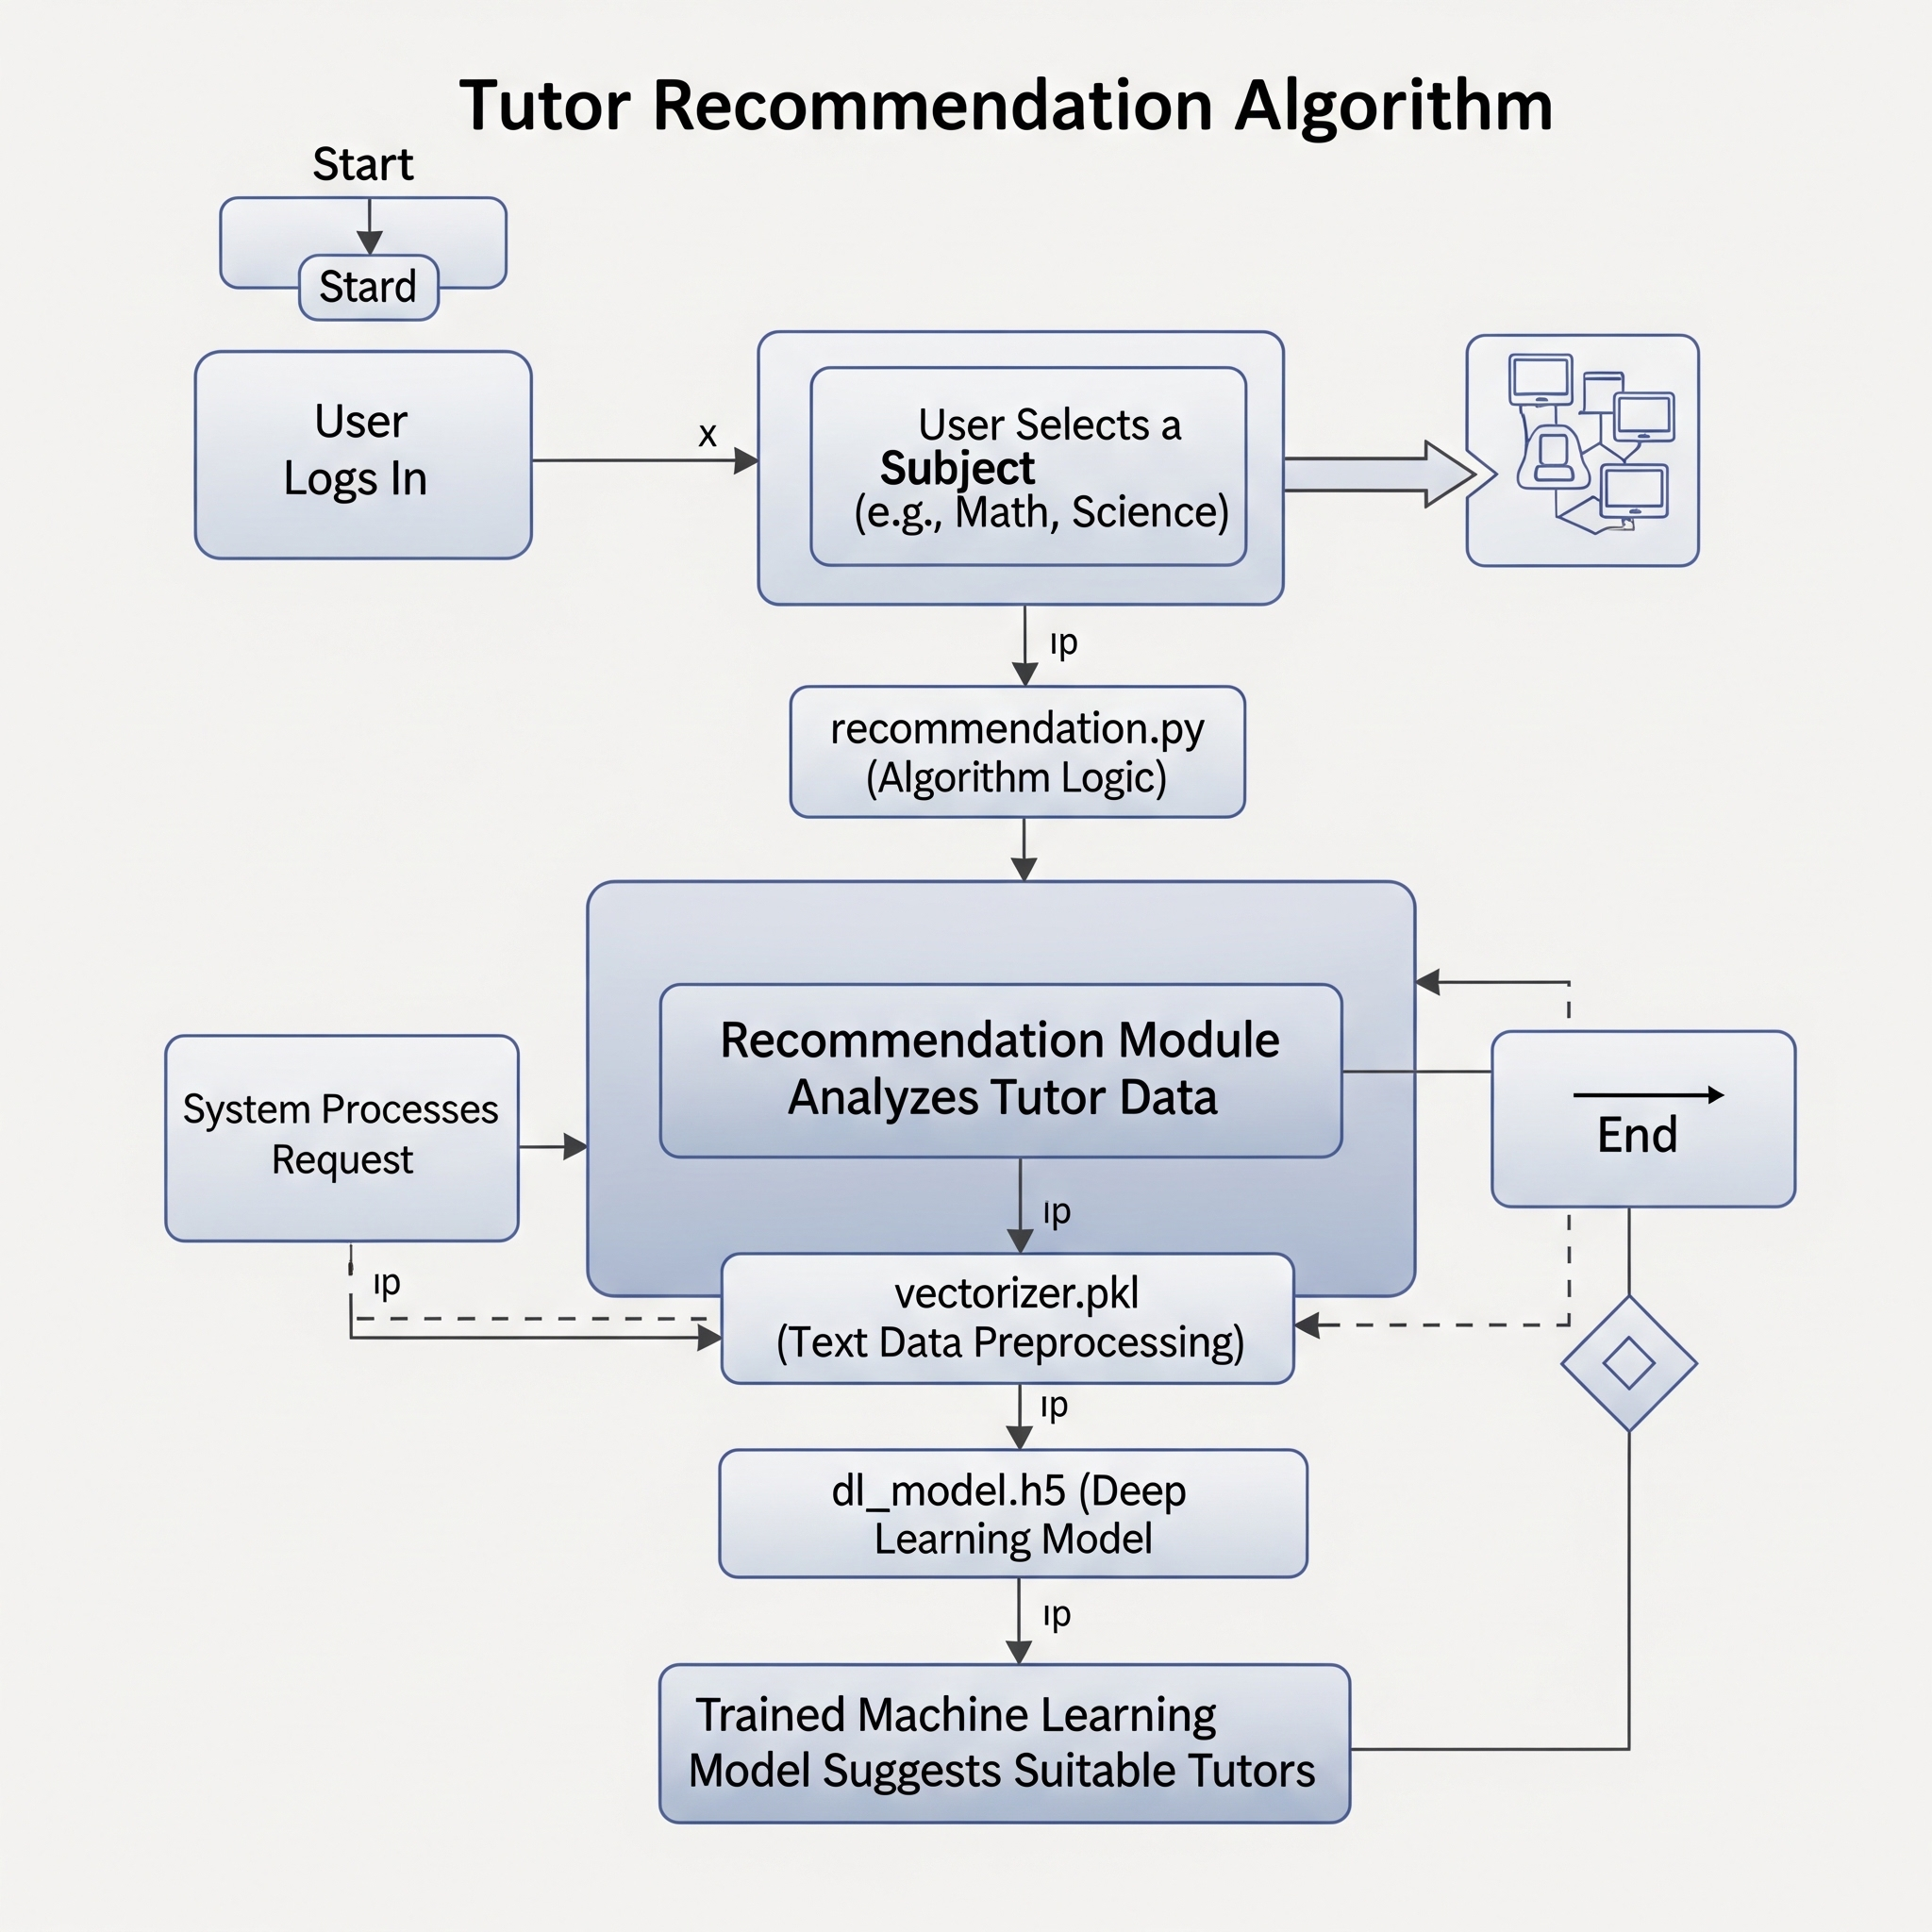 Tutor Recommendation Algorithm
Start
Stard
User
Logs In
x
User Selects a
Subject
(e.g., Math, Science)
ıp
recommendation.py
(Algorithm Logic)
Recommendation Module
Analyzes Tutor Data
System Processes
Request
End
ıp
ıp
vectorizer.pkl
(Text Data Preprocessing)
ıp
dl_model.h5 (Deep
Learning Model
ıp
Trained Machine Learning
Model Suggests Suitable Tutors